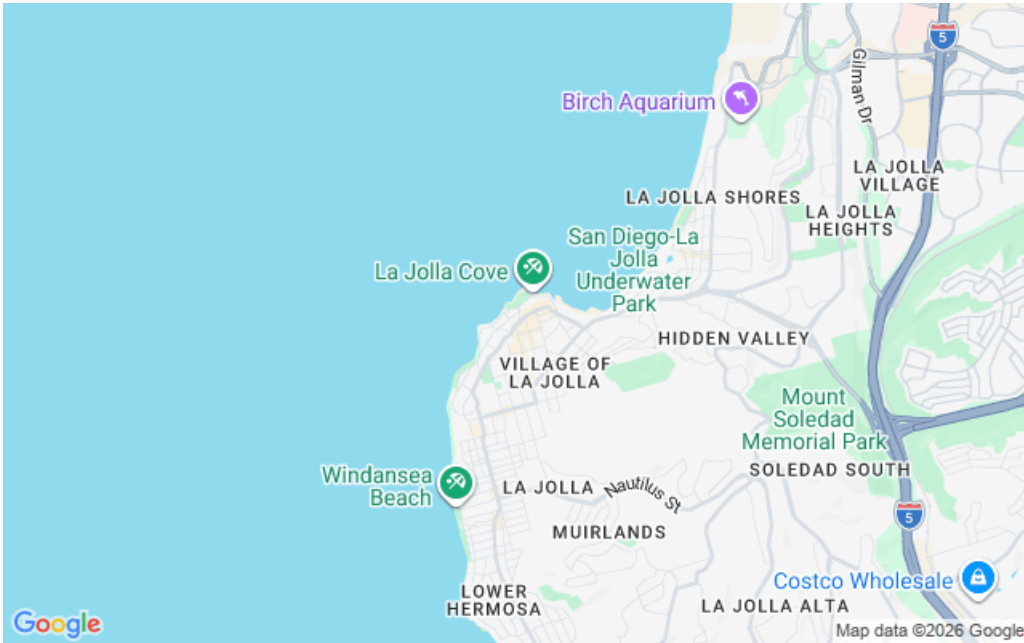 5
Gilman Dr
Birch Aquarium
LA JOLLA
VILLAGE
LA JOLLA SHORES
LA JOLLA
HEIGHTS
San Diego-La
Jolla
Underwater
Park
La Jolla Cove
HIDDEN VALLEY
VILLAGE OF
LA JOLLA
Mount
Soledad
Memorial Park
SOLEDAD SOUTH
Windansea
Beach
LA JOLLA
Nautilus St
5
MUIRLANDS
Costco Wholesale
LOWER
HERMOSA
LA JOLLA ALTA
Google
Map data ©2026 Google